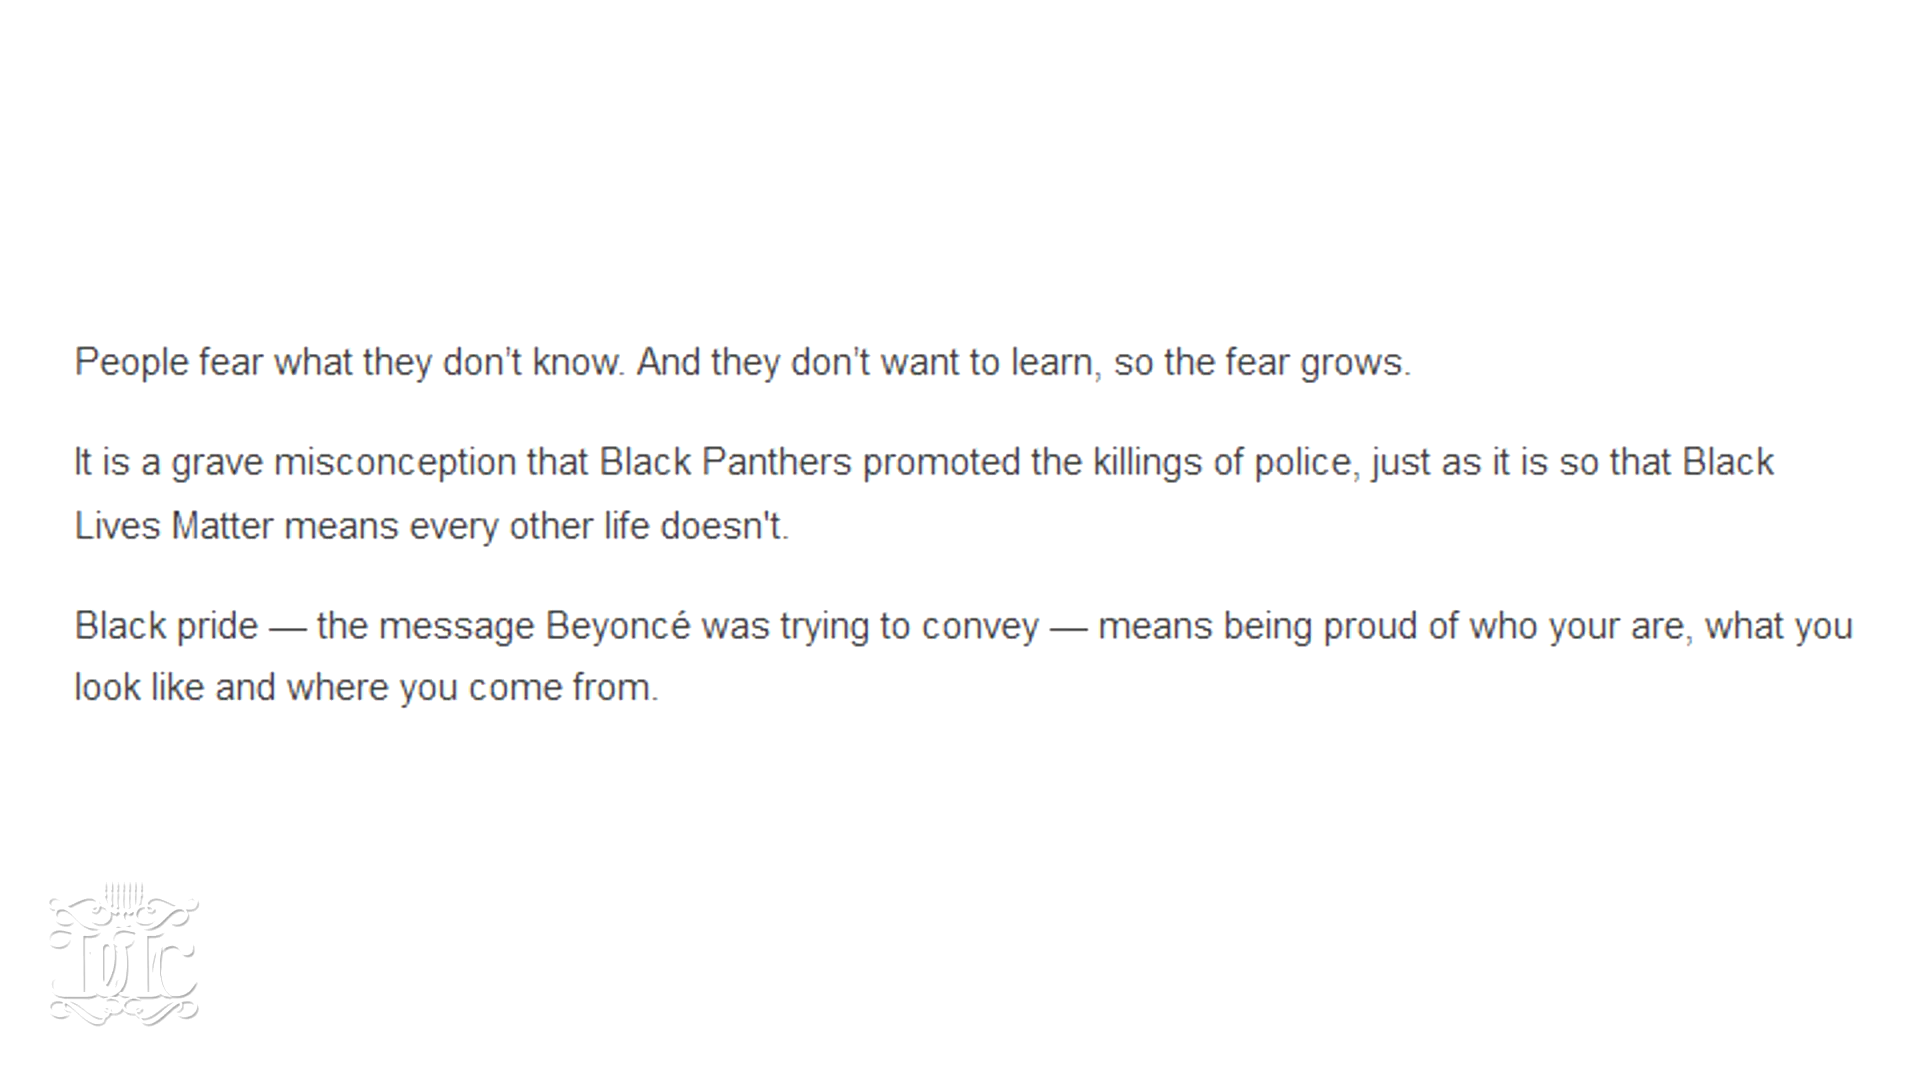 People fear what they don't know. And they don't want to learn, so the fear grows.
It is a grave misconception that Black Panthers promoted the killings of police, just as it is so that Black
Lives Matter means every other life doesn't.
Black pride — the message Beyoncé was trying to convey — means being proud of who your are, what you
look like and where you come from.